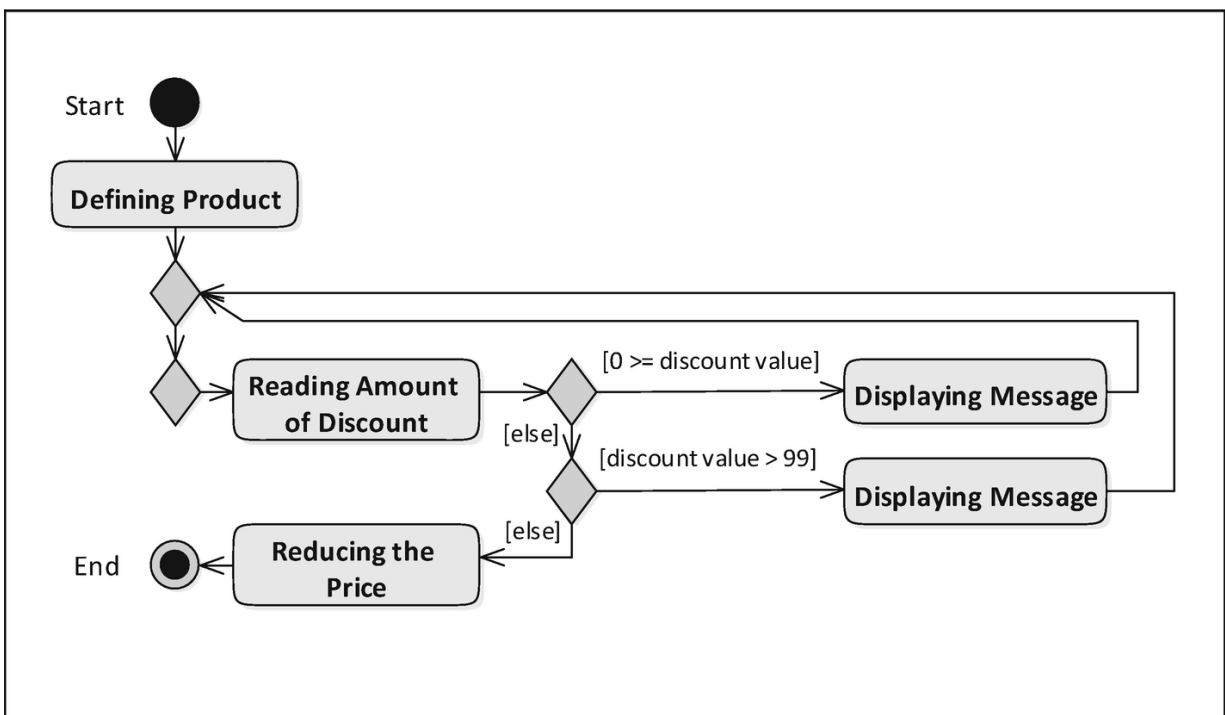 Start
Defining Product
[0 >= discount value]
Reading Amount
of Discount
Displaying Message
[else]
[discount value > 99]
Displaying Message
[else]
Reducing the
Price
End